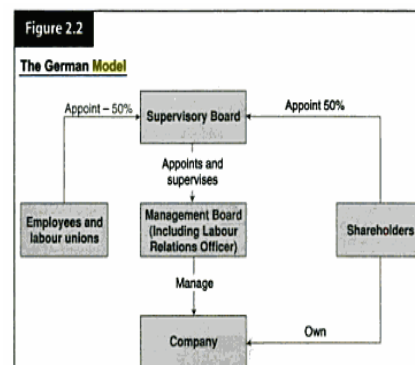 Figure 2.2
The German Model
Appoint – 50%
Supervisory Board
Appoint 50%
Appoints and
supervises
Employees and
labour unions
Management Board
(Including Labour
Relations Officer)
Shareholders
Manage
Own
Company